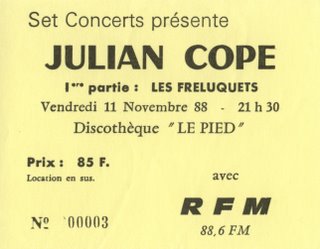 Set Concerts présente
JULIAN COPE
1ère partie : LES FRELUQUETS
Vendredi 11 Novembre 88 - 21 h 30
Discothèque "LE PIED"
Prix : 85 F.
Location en sus.
avec
RFM
88,6 FM
No 00003